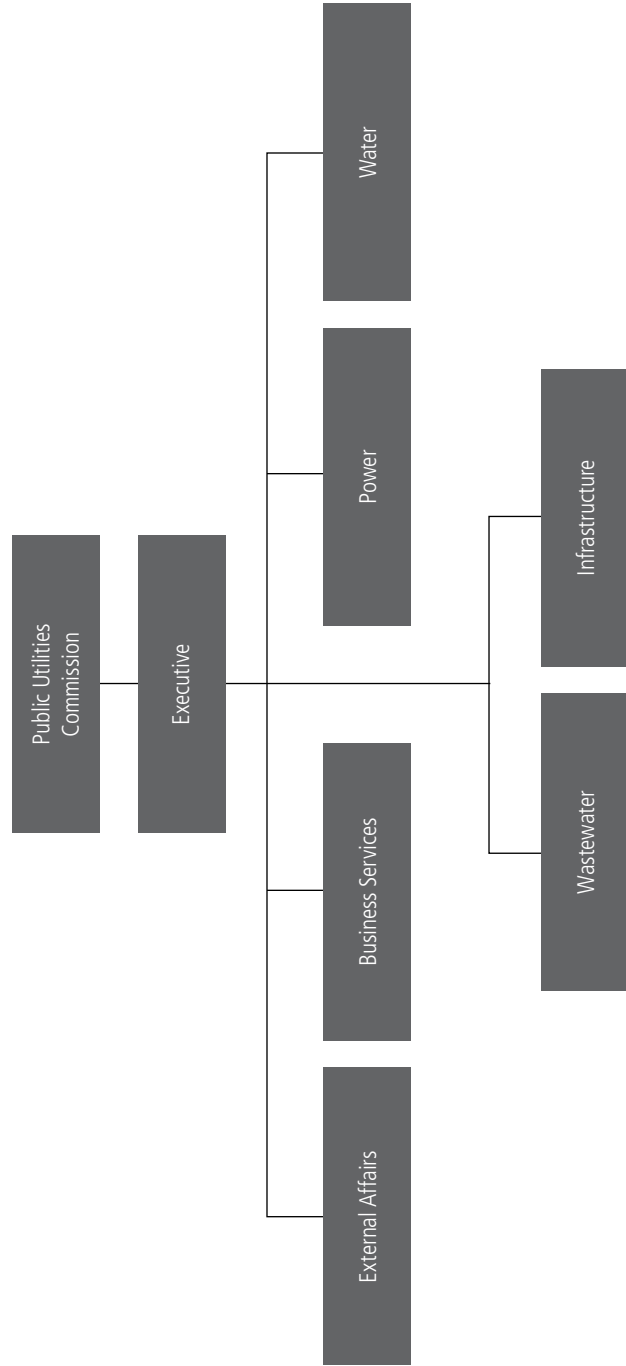 Public Utilities
Commission
Executive
External Affairs
Business Services
Power
Water
Wastewater
Infrastructure